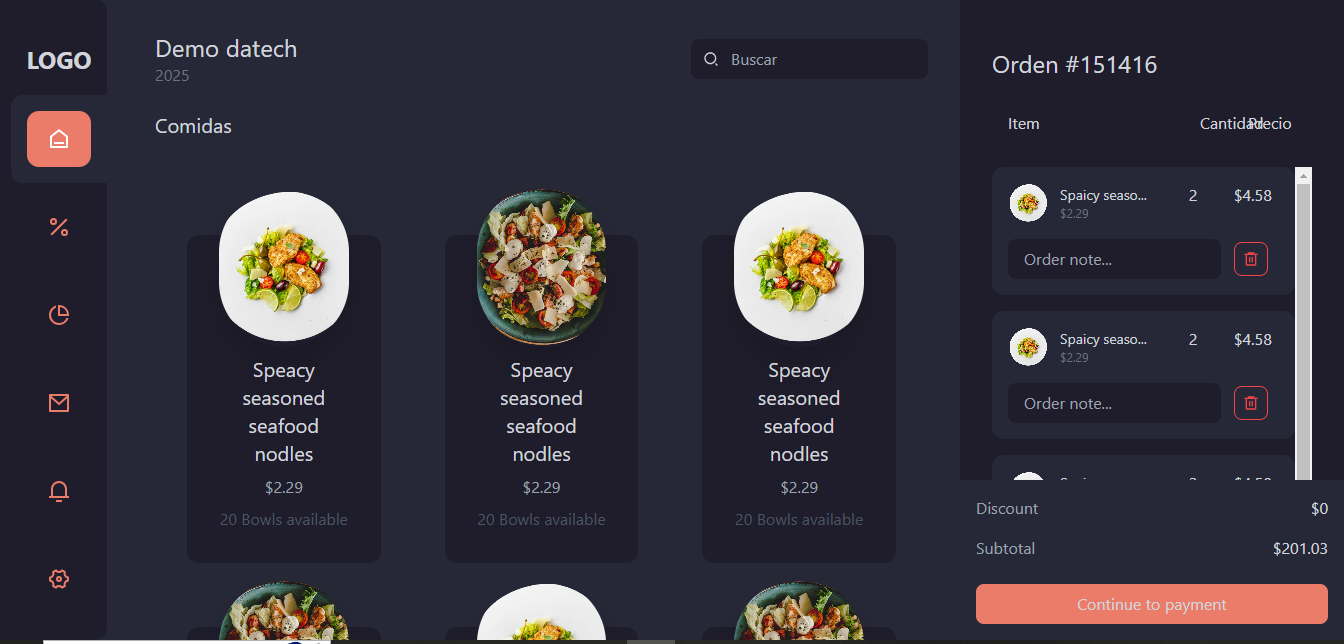 LOGO
Demo datech
2025
Buscar
Comidas
Speacy
seasoned
seafood
nodles
$2.29
20 Bowls available
Speacy
seasoned
seafood
nodles
$2.29
20 Bowls available
Speacy
seasoned
seafood
nodles
$2.29
20 Bowls available
Orden #151416
Item Cantidad Precio
Spaicy seaso... 2 $4.58
$2.29
Order note...
Spaicy seaso... 2 $4.58
$2.29
Order note...
Discount $0
Subtotal $201.03
Continue to payment